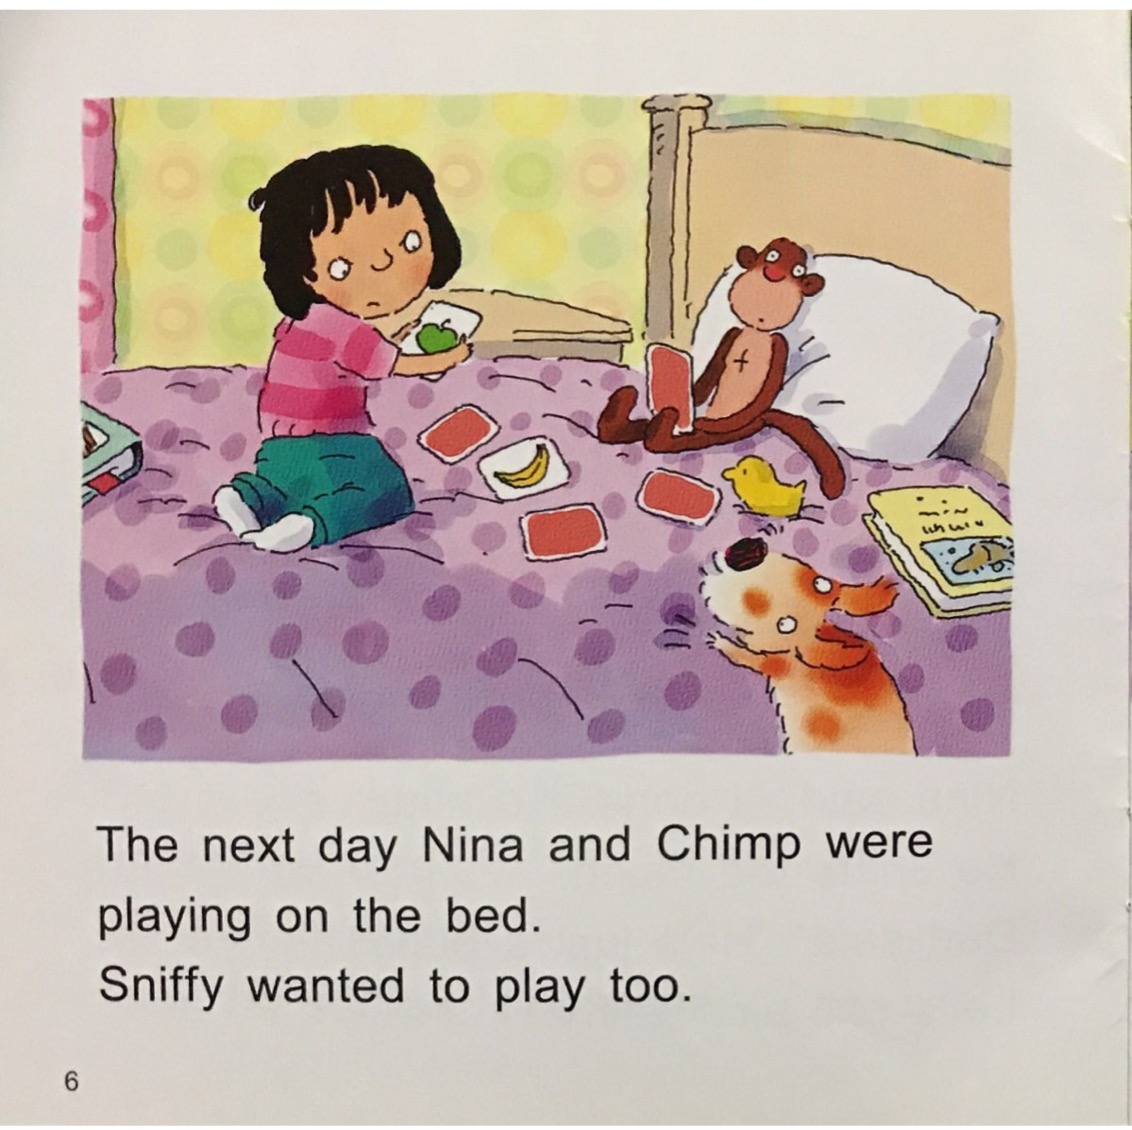 The next day Nina and Chimp were
playing on the bed.
Sniffy wanted to play too.
6